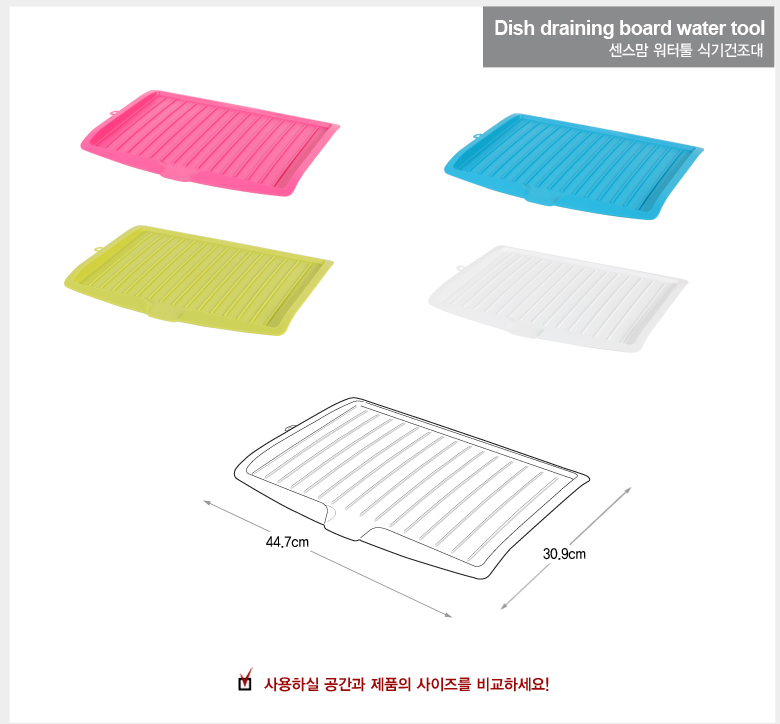 Dish draining board water tool
센스맘 워터툴 식기건조대
44.7cm
30.9cm
사용하실 공간과 제품의 사이즈를 비교하세요!